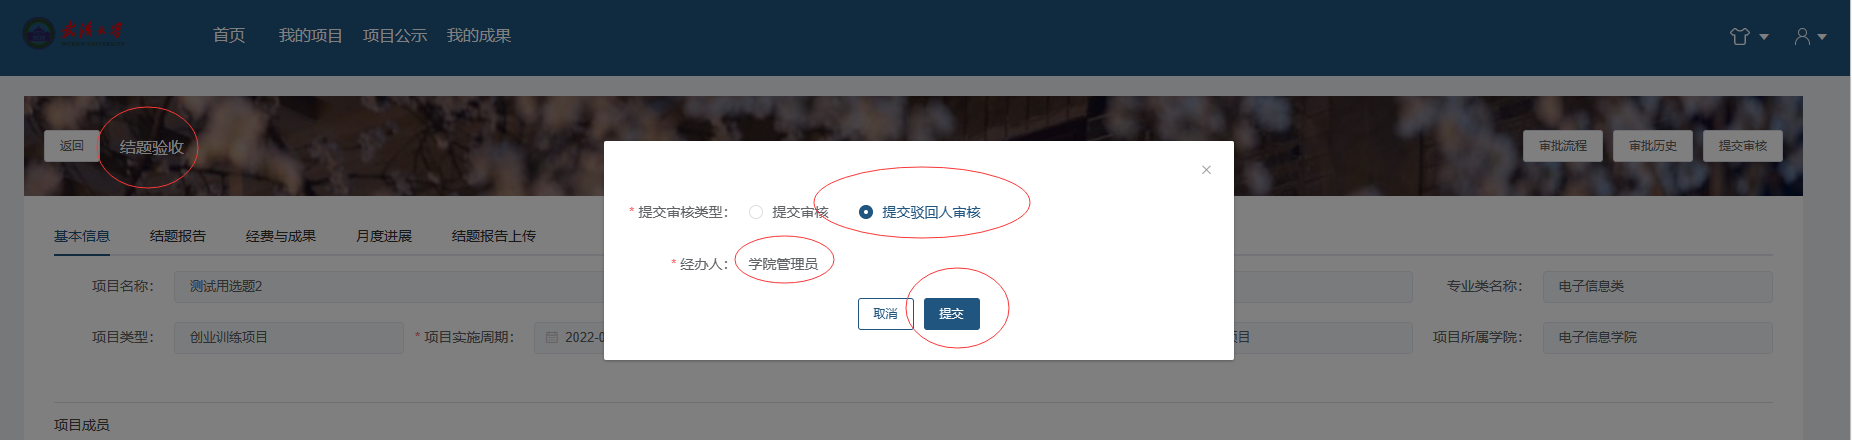 武汉大学
首页 我的项目 项目公示 我的成果
返回 结题验收 审批流程 审批历史 提交审核
* 提交审核类型： 提交审核 提交驳回人审核
* 经办人： 学院管理员
取消 提交
基本信息 结题报告 经费与成果 月度进展 结题报告上传
项目名称： 测试用选题2 专业类名称： 电子信息类
项目类型： 创业训练项目 * 项目实施周期： 2022-0 项目所属学院： 电子信息学院
项目成员